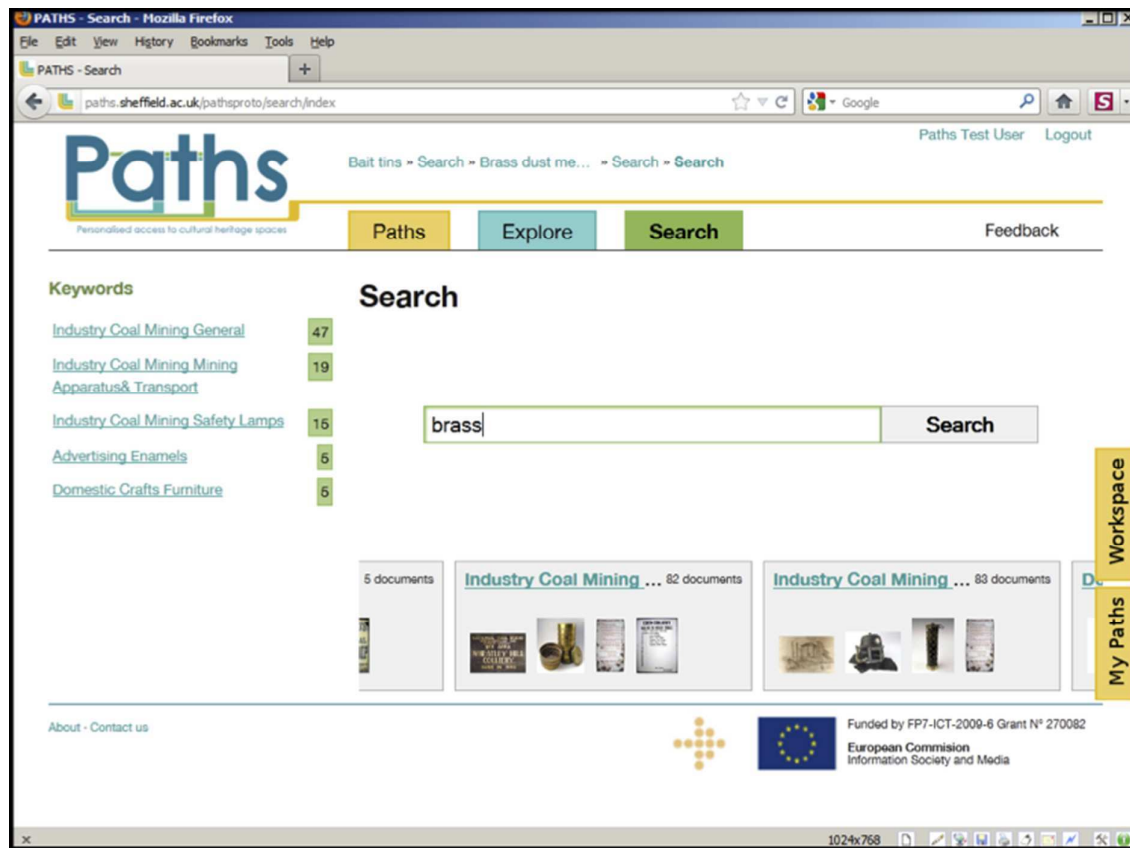 PATHS - Search - Mozilla Firefox
File Edit View History Bookmarks Tools Help
PATHS - Search +
paths.sheffield.ac.uk/pathsproto/search/index Google S
Paths Test User Logout
Paths
Personalised access to cultural heritage spaces
Bait tins » Search » Brass dust me... » Search » Search
Paths Explore Search Feedback
Keywords
Industry Coal Mining General 47
Industry Coal Mining Mining
Apparatus& Transport 19
Industry Coal Mining Safety Lamps 15
Advertising Enamels 5
Domestic Crafts Furniture 5
Search
brass Search
Workspace
My Paths
5 documents
Industry Coal Mining ... 82 documents
WHEATLEY HILL
COLLIERY.
Industry Coal Mining ... 83 documents
About - Contact us
Funded by FP7-ICT-2009-6 Grant Nº 270082
European Commision
Information Society and Media
1024x768